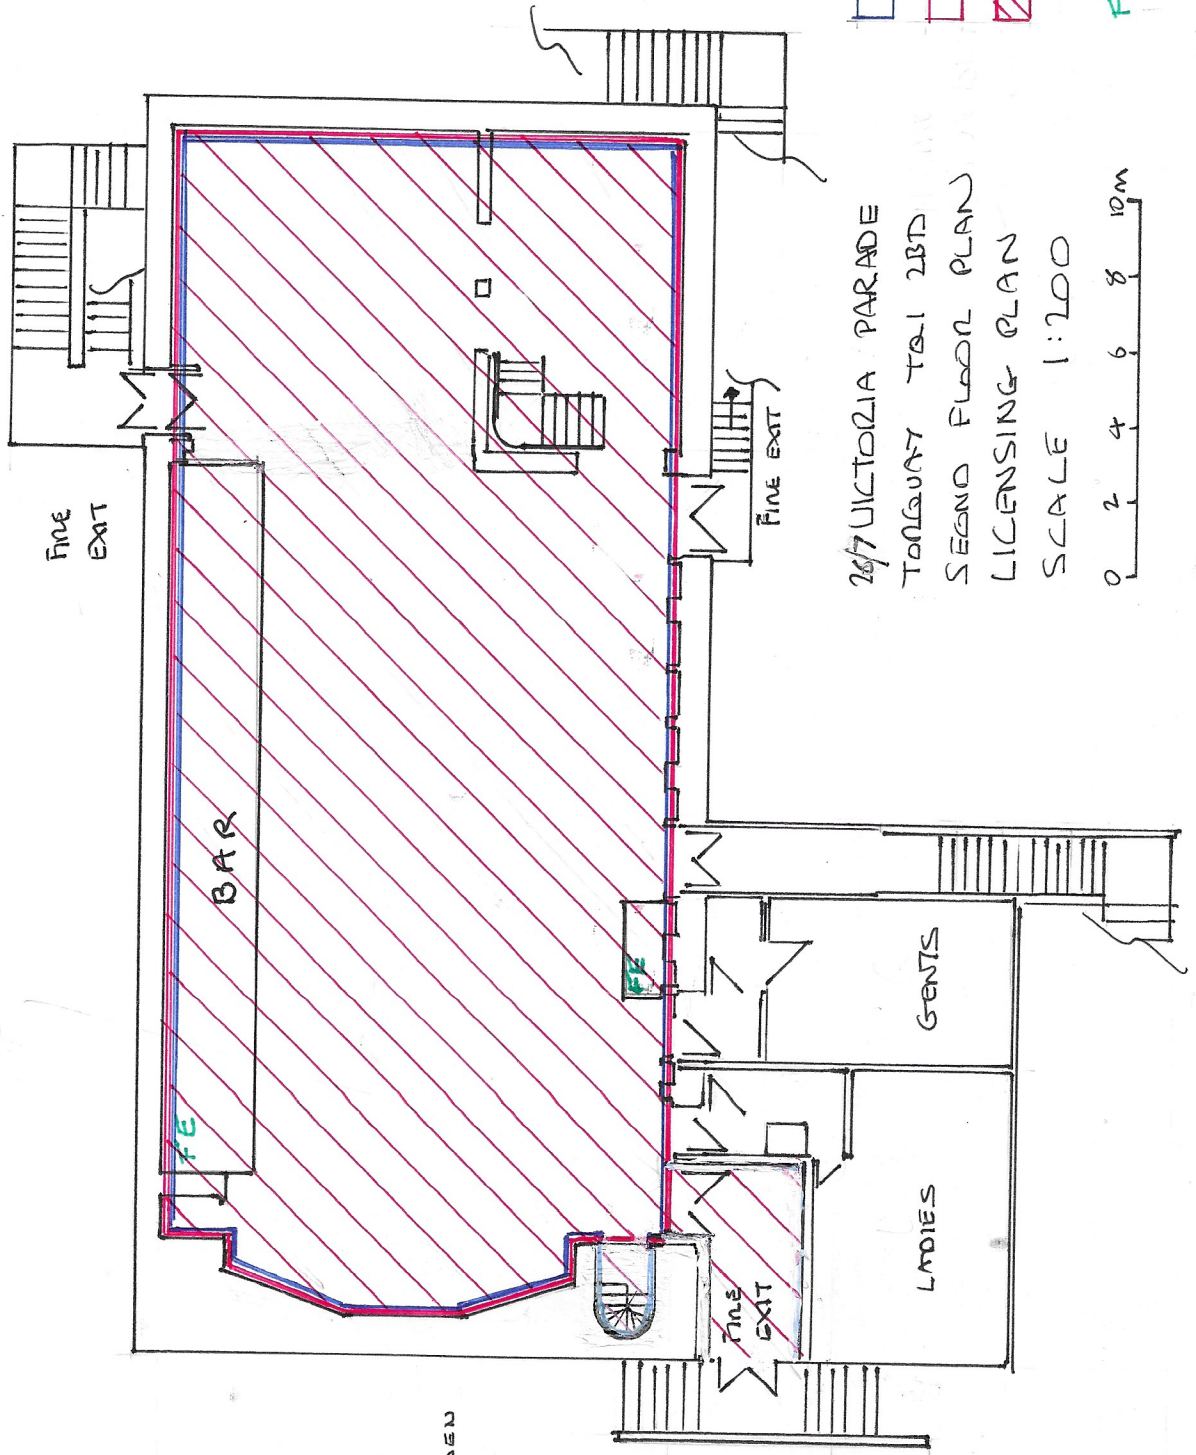 FIRE
EXIT
BAR
FE
FE
FIRE EXIT
GENTS
LADIES
FIRE
EXIT
26/7 VICTORIA PARADE
TORQUAY TQ1 2BD
SECOND FLOOR PLAN
LICENSING PLAN
SCALE 1:200
0 2 4 6 8 10m